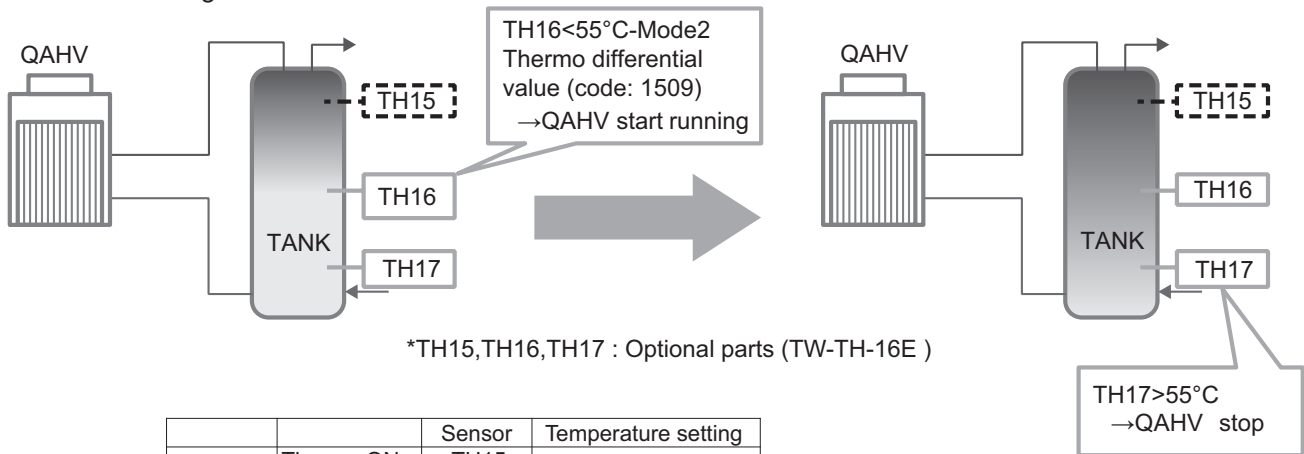 TH16<55°C-Mode2
Thermo differential
value (code: 1509)
→QAHV start running
QAHV
TH15
TH16
TANK
TH17
QAHV
TH15
TH16
TANK
TH17
*TH15,TH16,TH17 : Optional parts (TW-TH-16E )
TH17>55°C
→QAHV stop
Sensor Temperature setting
TH15